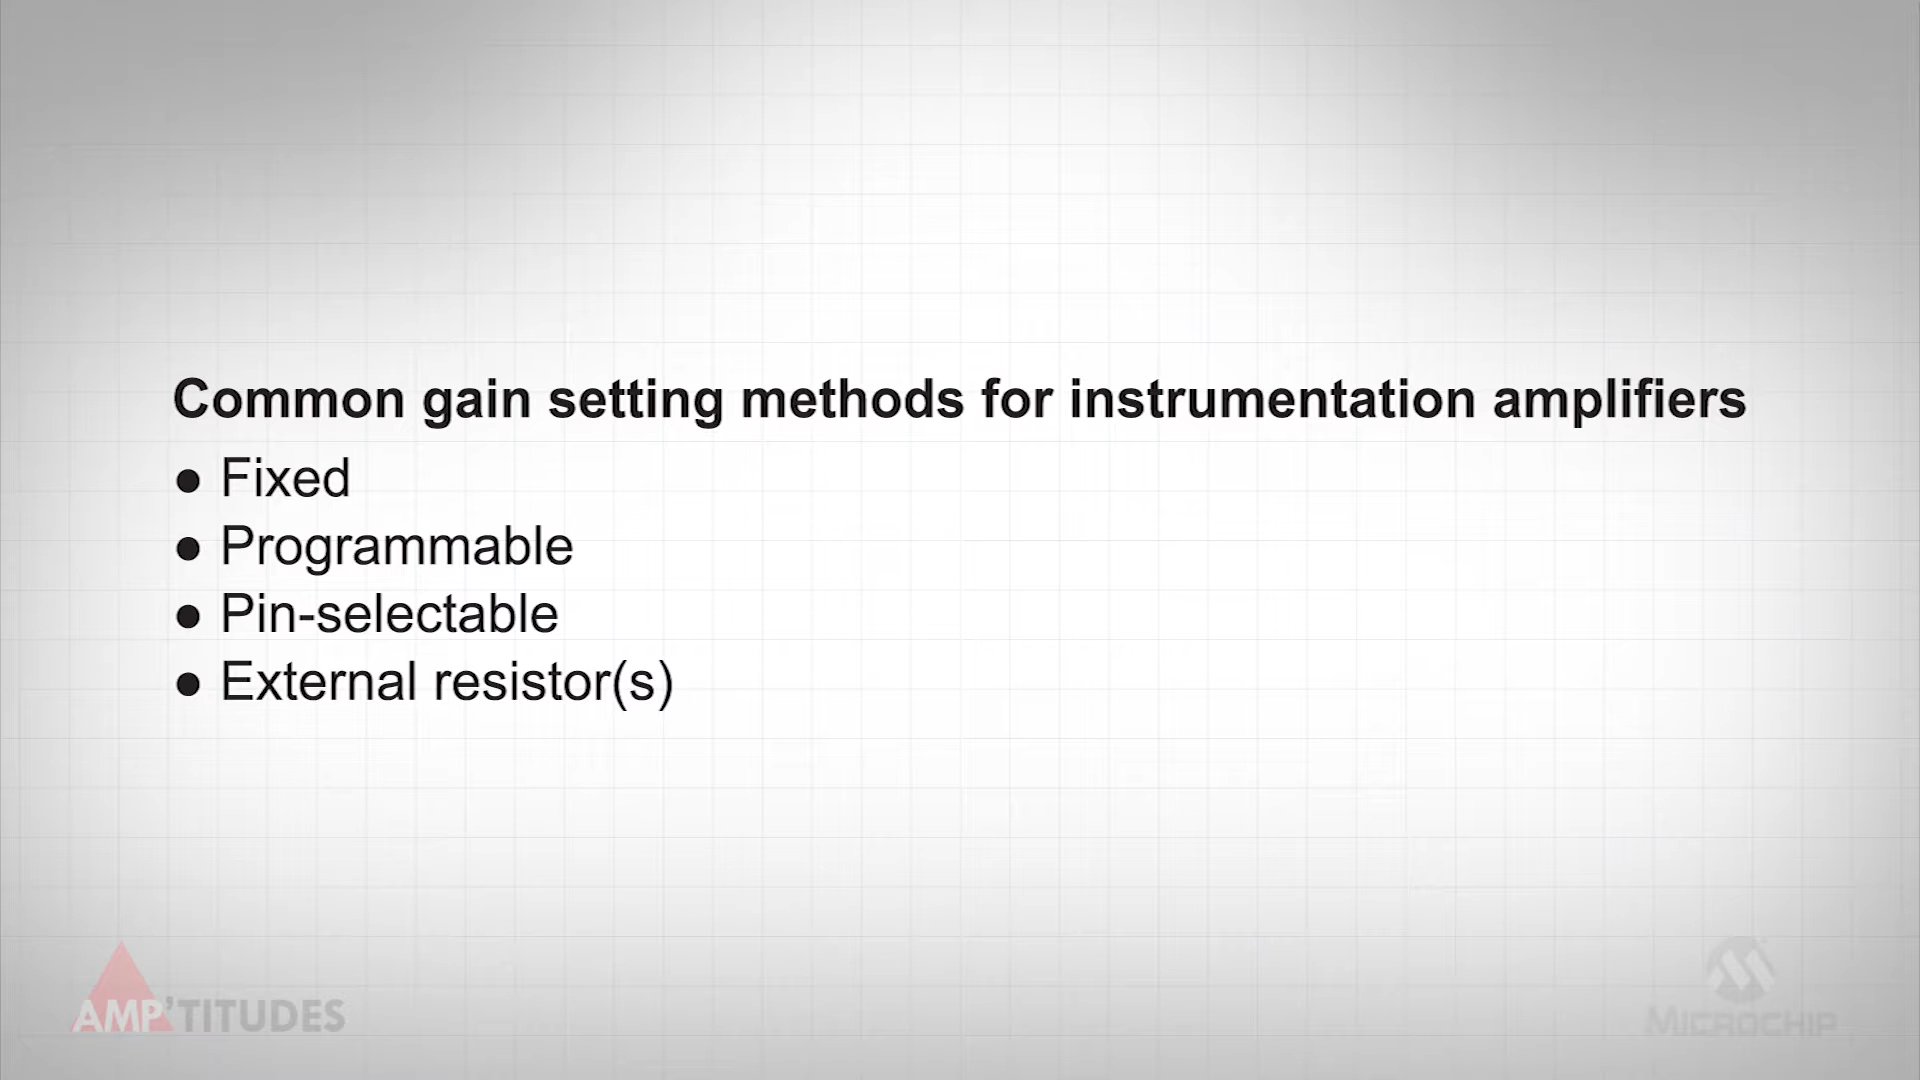 Common gain setting methods for instrumentation amplifiers
● Fixed
● Programmable
● Pin-selectable
● External resistor(s)
AMP'TITUDES
MICROCHIP